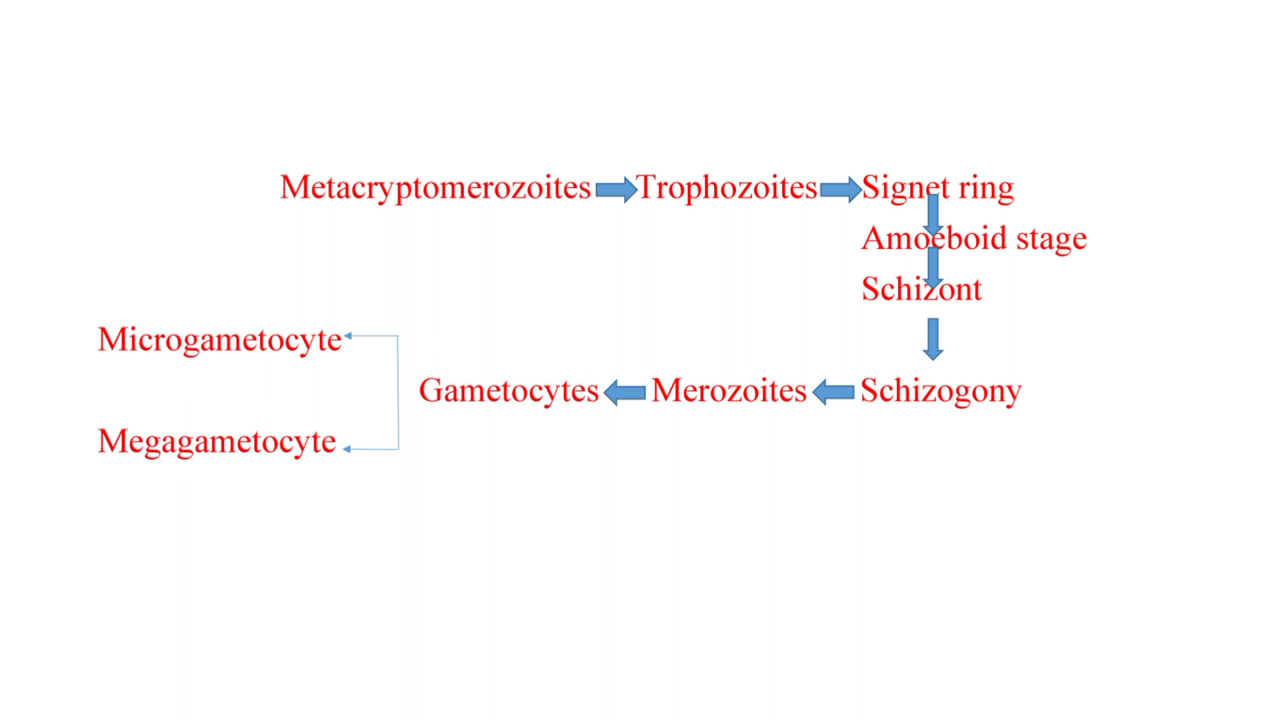 Metacryptomerozoites Trophozoites Signet ring
Amoeboid stage
Schizont
Microgametocyte
Gametocytes Merozoites Schizogony
Megagametocyte